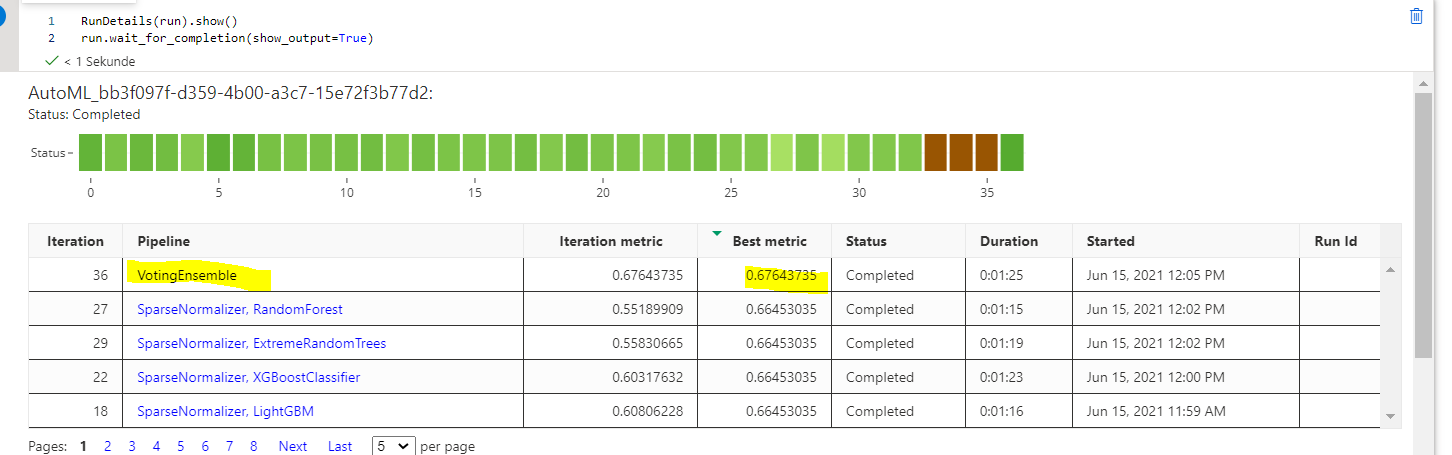 1 RunDetails(run).show()
2 run.wait_for_completion(show_output=True)
< 1 Sekunde
AutoML_bb3f097f-d359-4b00-a3c7-15e72f3b77d2:
Status: Completed
Status
0 5 10 15 20 25 30 35
Iteration Pipeline Iteration metric Best metric Status Duration Started Run Id
36 VotingEnsemble 0.67643735 0.67643735 Completed 0:01:25 Jun 15, 2021 12:05 PM
27 SparseNormalizer, RandomForest 0.55189909 0.66453035 Completed 0:01:15 Jun 15, 2021 12:02 PM
29 SparseNormalizer, ExtremeRandomTrees 0.55830665 0.66453035 Completed 0:01:19 Jun 15, 2021 12:02 PM
22 SparseNormalizer, XGBoostClassifier 0.60317632 0.66453035 Completed 0:01:23 Jun 15, 2021 12:00 PM
18 SparseNormalizer, LightGBM 0.60806228 0.66453035 Completed 0:01:16 Jun 15, 2021 11:59 AM
Pages: 1 2 3 4 5 6 7 8 Next Last 5 per page